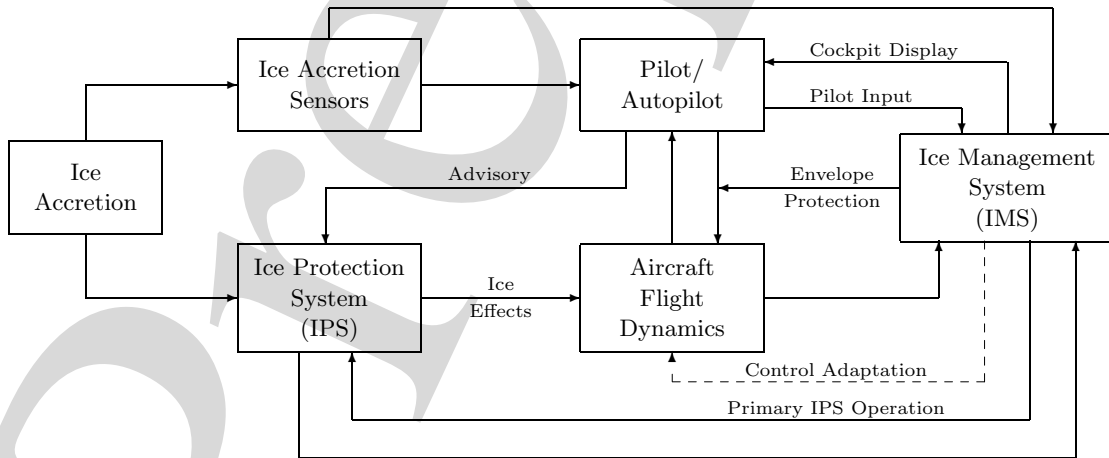 Ice Accretion
Sensors
Pilot/
Autopilot
Cockpit Display
Pilot Input
Ice
Accretion
Advisory
Envelope
Protection
Ice Management
System
(IMS)
Ice Protection
System
(IPS)
Ice
Effects
Aircraft
Flight
Dynamics
Control Adaptation
Primary IPS Operation